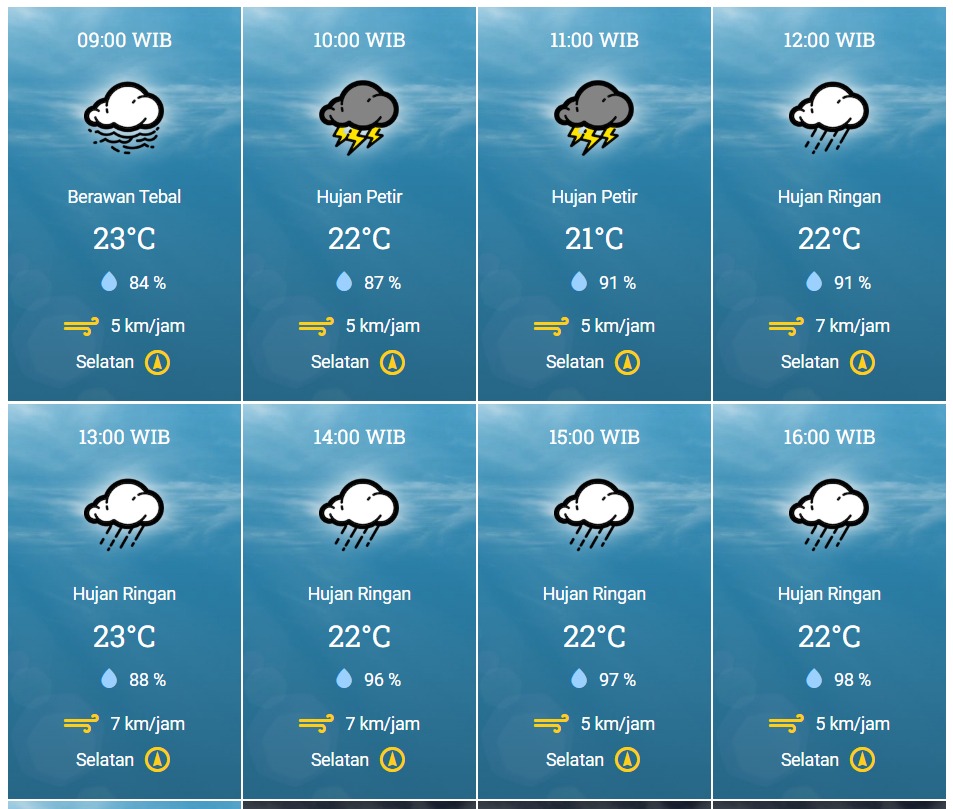 09:00 WIB
10:00 WIB
11:00 WIB
12:00 WIB
Berawan Tebal
Hujan Petir
Hujan Petir
Hujan Ringan
23°C
22°C
21°C
22°C
84 %
87 %
91 %
91 %
5 km/jam
5 km/jam
5 km/jam
7 km/jam
Selatan
Selatan
Selatan
Selatan
13:00 WIB
14:00 WIB
15:00 WIB
16:00 WIB
Hujan Ringan
Hujan Ringan
Hujan Ringan
Hujan Ringan
23°C
22°C
22°C
22°C
88 %
96 %
97 %
98 %
7 km/jam
7 km/jam
5 km/jam
5 km/jam
Selatan
Selatan
Selatan
Selatan